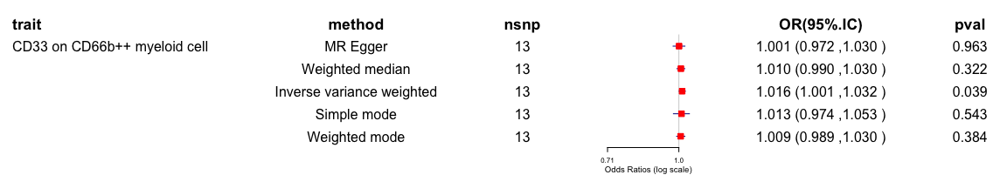 trait method nsnp OR(95%.IC) pval
CD33 on CD66b++ myeloid cell MR Egger 13 1.001 (0.972 ,1.030 ) 0.963
Weighted median 13 1.010 (0.990 ,1.030 ) 0.322
Inverse variance weighted 13 1.016 (1.001 ,1.032 ) 0.039
Simple mode 13 1.013 (0.974 ,1.053 ) 0.543
Weighted mode 13 1.009 (0.989 ,1.030 ) 0.384
0.71 1.0
Odds Ratios (log scale)